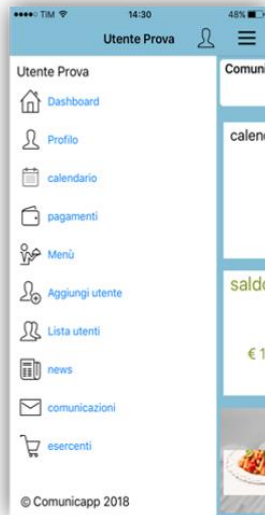 TIM 14:30 48%
Utente Prova
Utente Prova
Dashboard
Profilo
calendario
pagamenti
Menù
Aggiungi utente
Lista utenti
news
comunicazioni
esercenti
© Comunicapp 2018